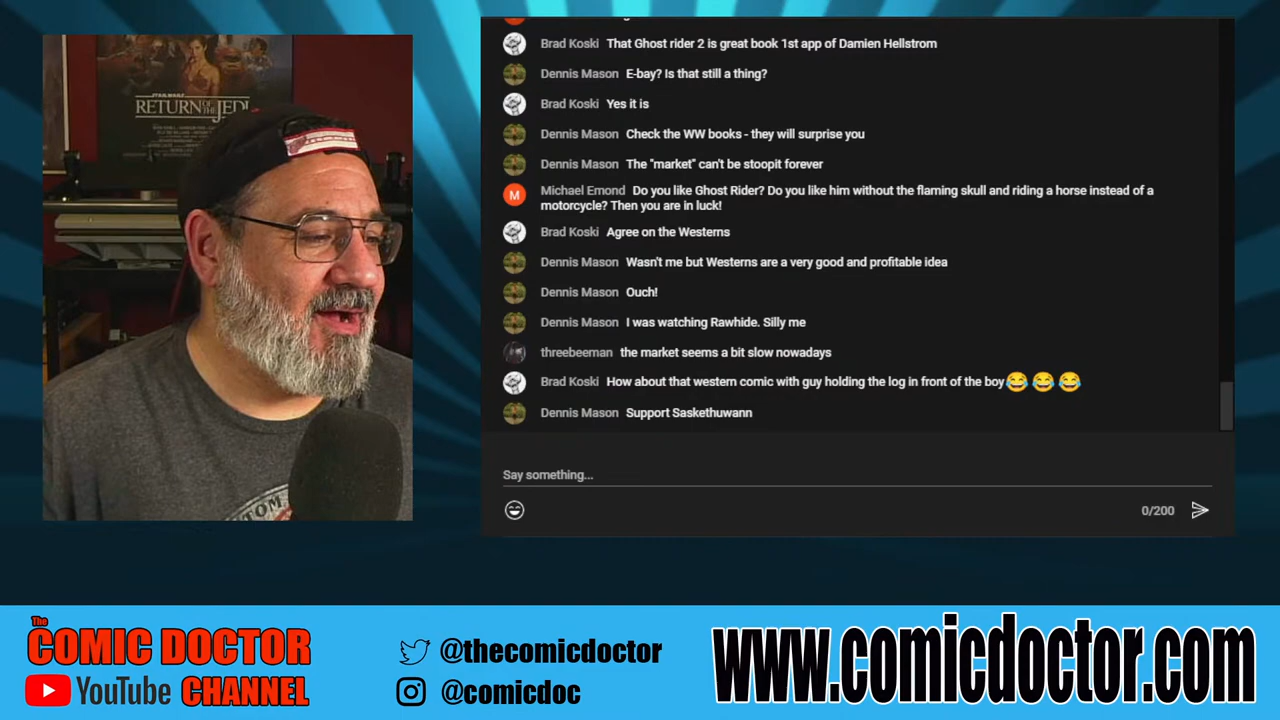 STAR WARS
RETURN OF THE JEDI
Brad Koski That Ghost rider 2 is great book 1st app of Damien Hellstrom
Dennis Mason E-bay? Is that still a thing?
Brad Koski Yes it is
Dennis Mason Check the WW books - they will surprise you
Dennis Mason The "market" can't be stoopit forever
M Michael Emond Do you like Ghost Rider? Do you like him without the flaming skull and riding a horse instead of a
motorcycle? Then you are in luck!
Brad Koski Agree on the Westerns
Dennis Mason Wasn't me but Westerns are a very good and profitable idea
Dennis Mason Ouch!
Dennis Mason I was watching Rawhide. Silly me
threebeeman the market seems a bit slow nowadays
Brad Koski How about that western comic with guy holding the log in front of the boy😂😂😂
Dennis Mason Support Saskethuwann
Say something...
0/200
The
COMIC DOCTOR
YouTube CHANNEL
@thecomicdoctor
@comicdoc
www.comicdoctor.com